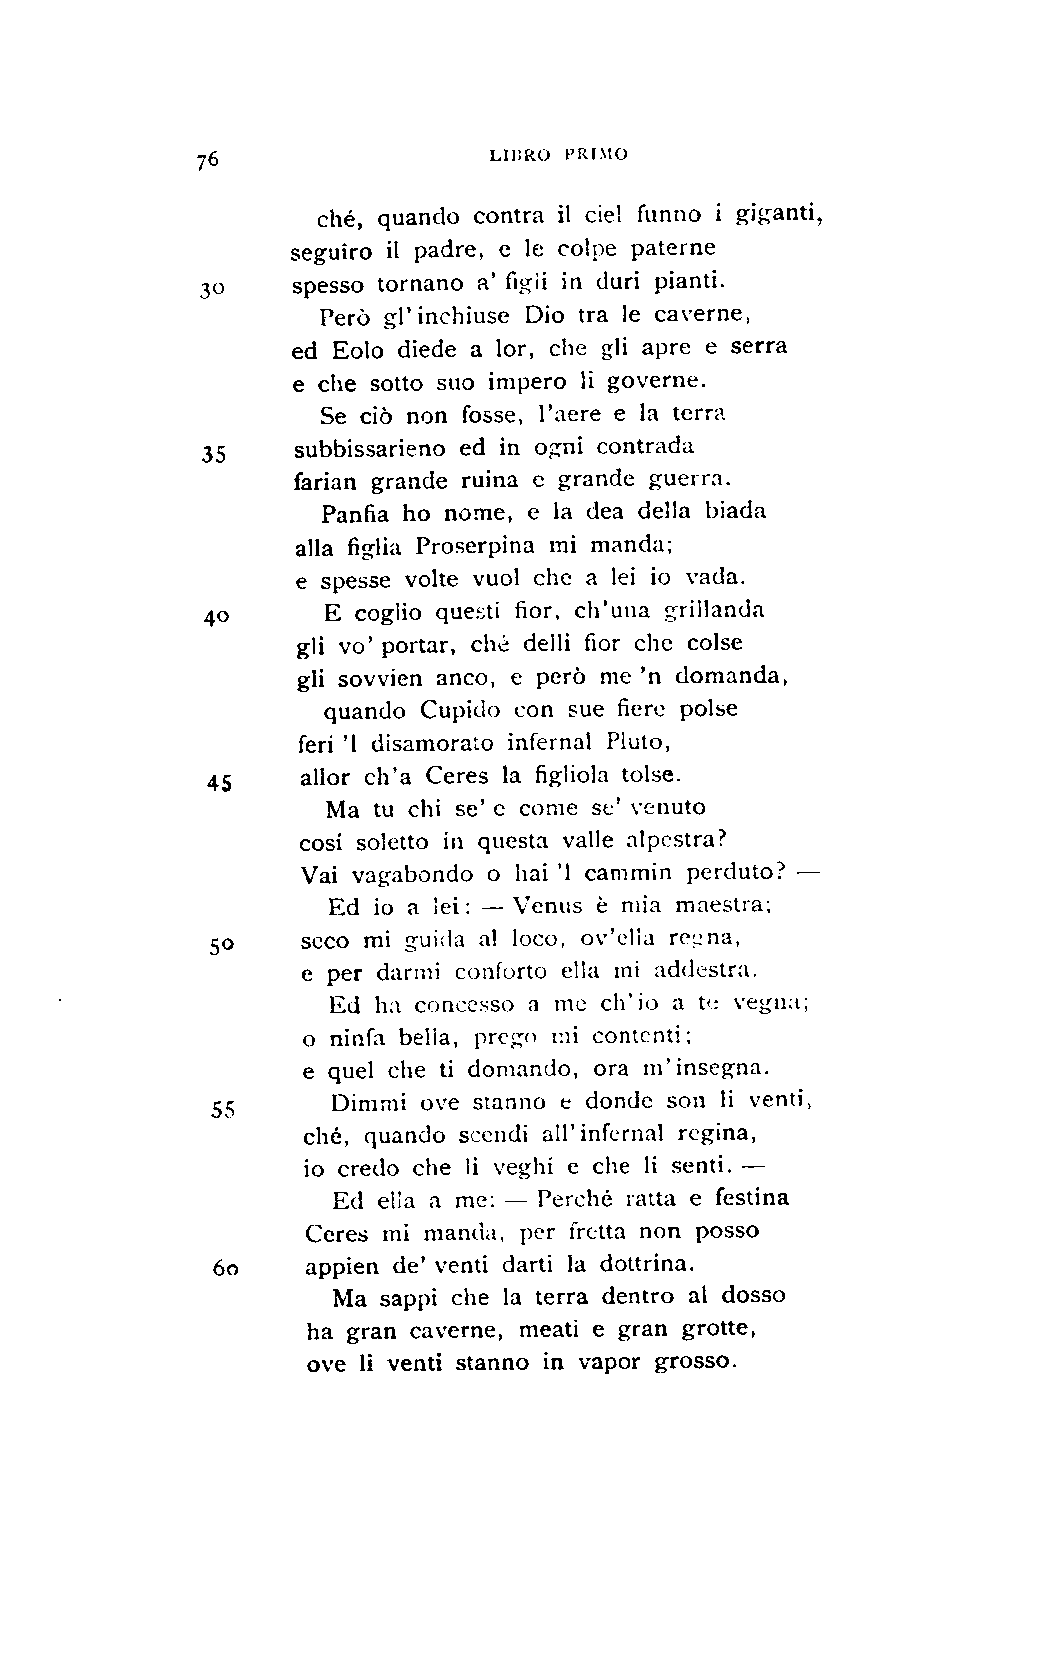 76 LIBRO PRIMO
ché, quando contra il ciel funno i giganti,
seguîro il padre, e le colpe paterne
30 spesso tornano a' figli in duri pianti.
Però gl'inchiuse Dio tra le caverne,
ed Eolo diede a lor, che gli apre e serra
e che sotto suo impero li governe.
Se ciò non fosse, l'aere e la terra
35 subbissarieno ed in ogni contrada
farian grande ruina e grande guerra.
Panfia ho nome, e la dea della biada
alla figlia Proserpina mi manda;
e spesse volte vuol che a lei io vada.
40 E coglio questi fior, ch'una grillanda
gli vo' portar, ché delli fior che colse
gli sovvien anco, e però me 'n domanda,
quando Cupido con sue fiere polse
ferí 'l disamorato infernal Pluto,
45 allor ch'a Ceres la figliola tolse.
Ma tu chi se' e come se' venuto
cosí soletto in questa valle alpestra?
Vai vagabondo o hai 'l cammin perduto? —
Ed io a lei: — Venus è mia maestra;
50 seco mi guida al loco, ov'ella regna,
e per darmi conforto ella mi addestra.
Ed ha concesso a me ch'io a te vegna;
o ninfa bella, prego mi contenti;
e quel che ti domando, ora m'insegna.
55 Dimmi ove stanno e donde son li venti,
ché, quando scendi all'infernal regina,
io credo che li veghi e che li senti. —
Ed ella a me: — Perché ratta e festina
Ceres mi manda, per fretta non posso
60 appien de' venti darti la dottrina.
Ma sappi che la terra dentro al dosso
ha gran caverne, meati e gran grotte,
ove li venti stanno in vapor grosso.